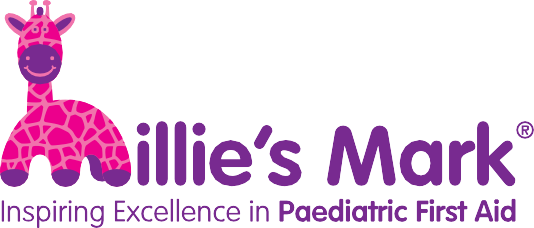 Millie's Mark®
Inspiring Excellence in Paediatric First Aid